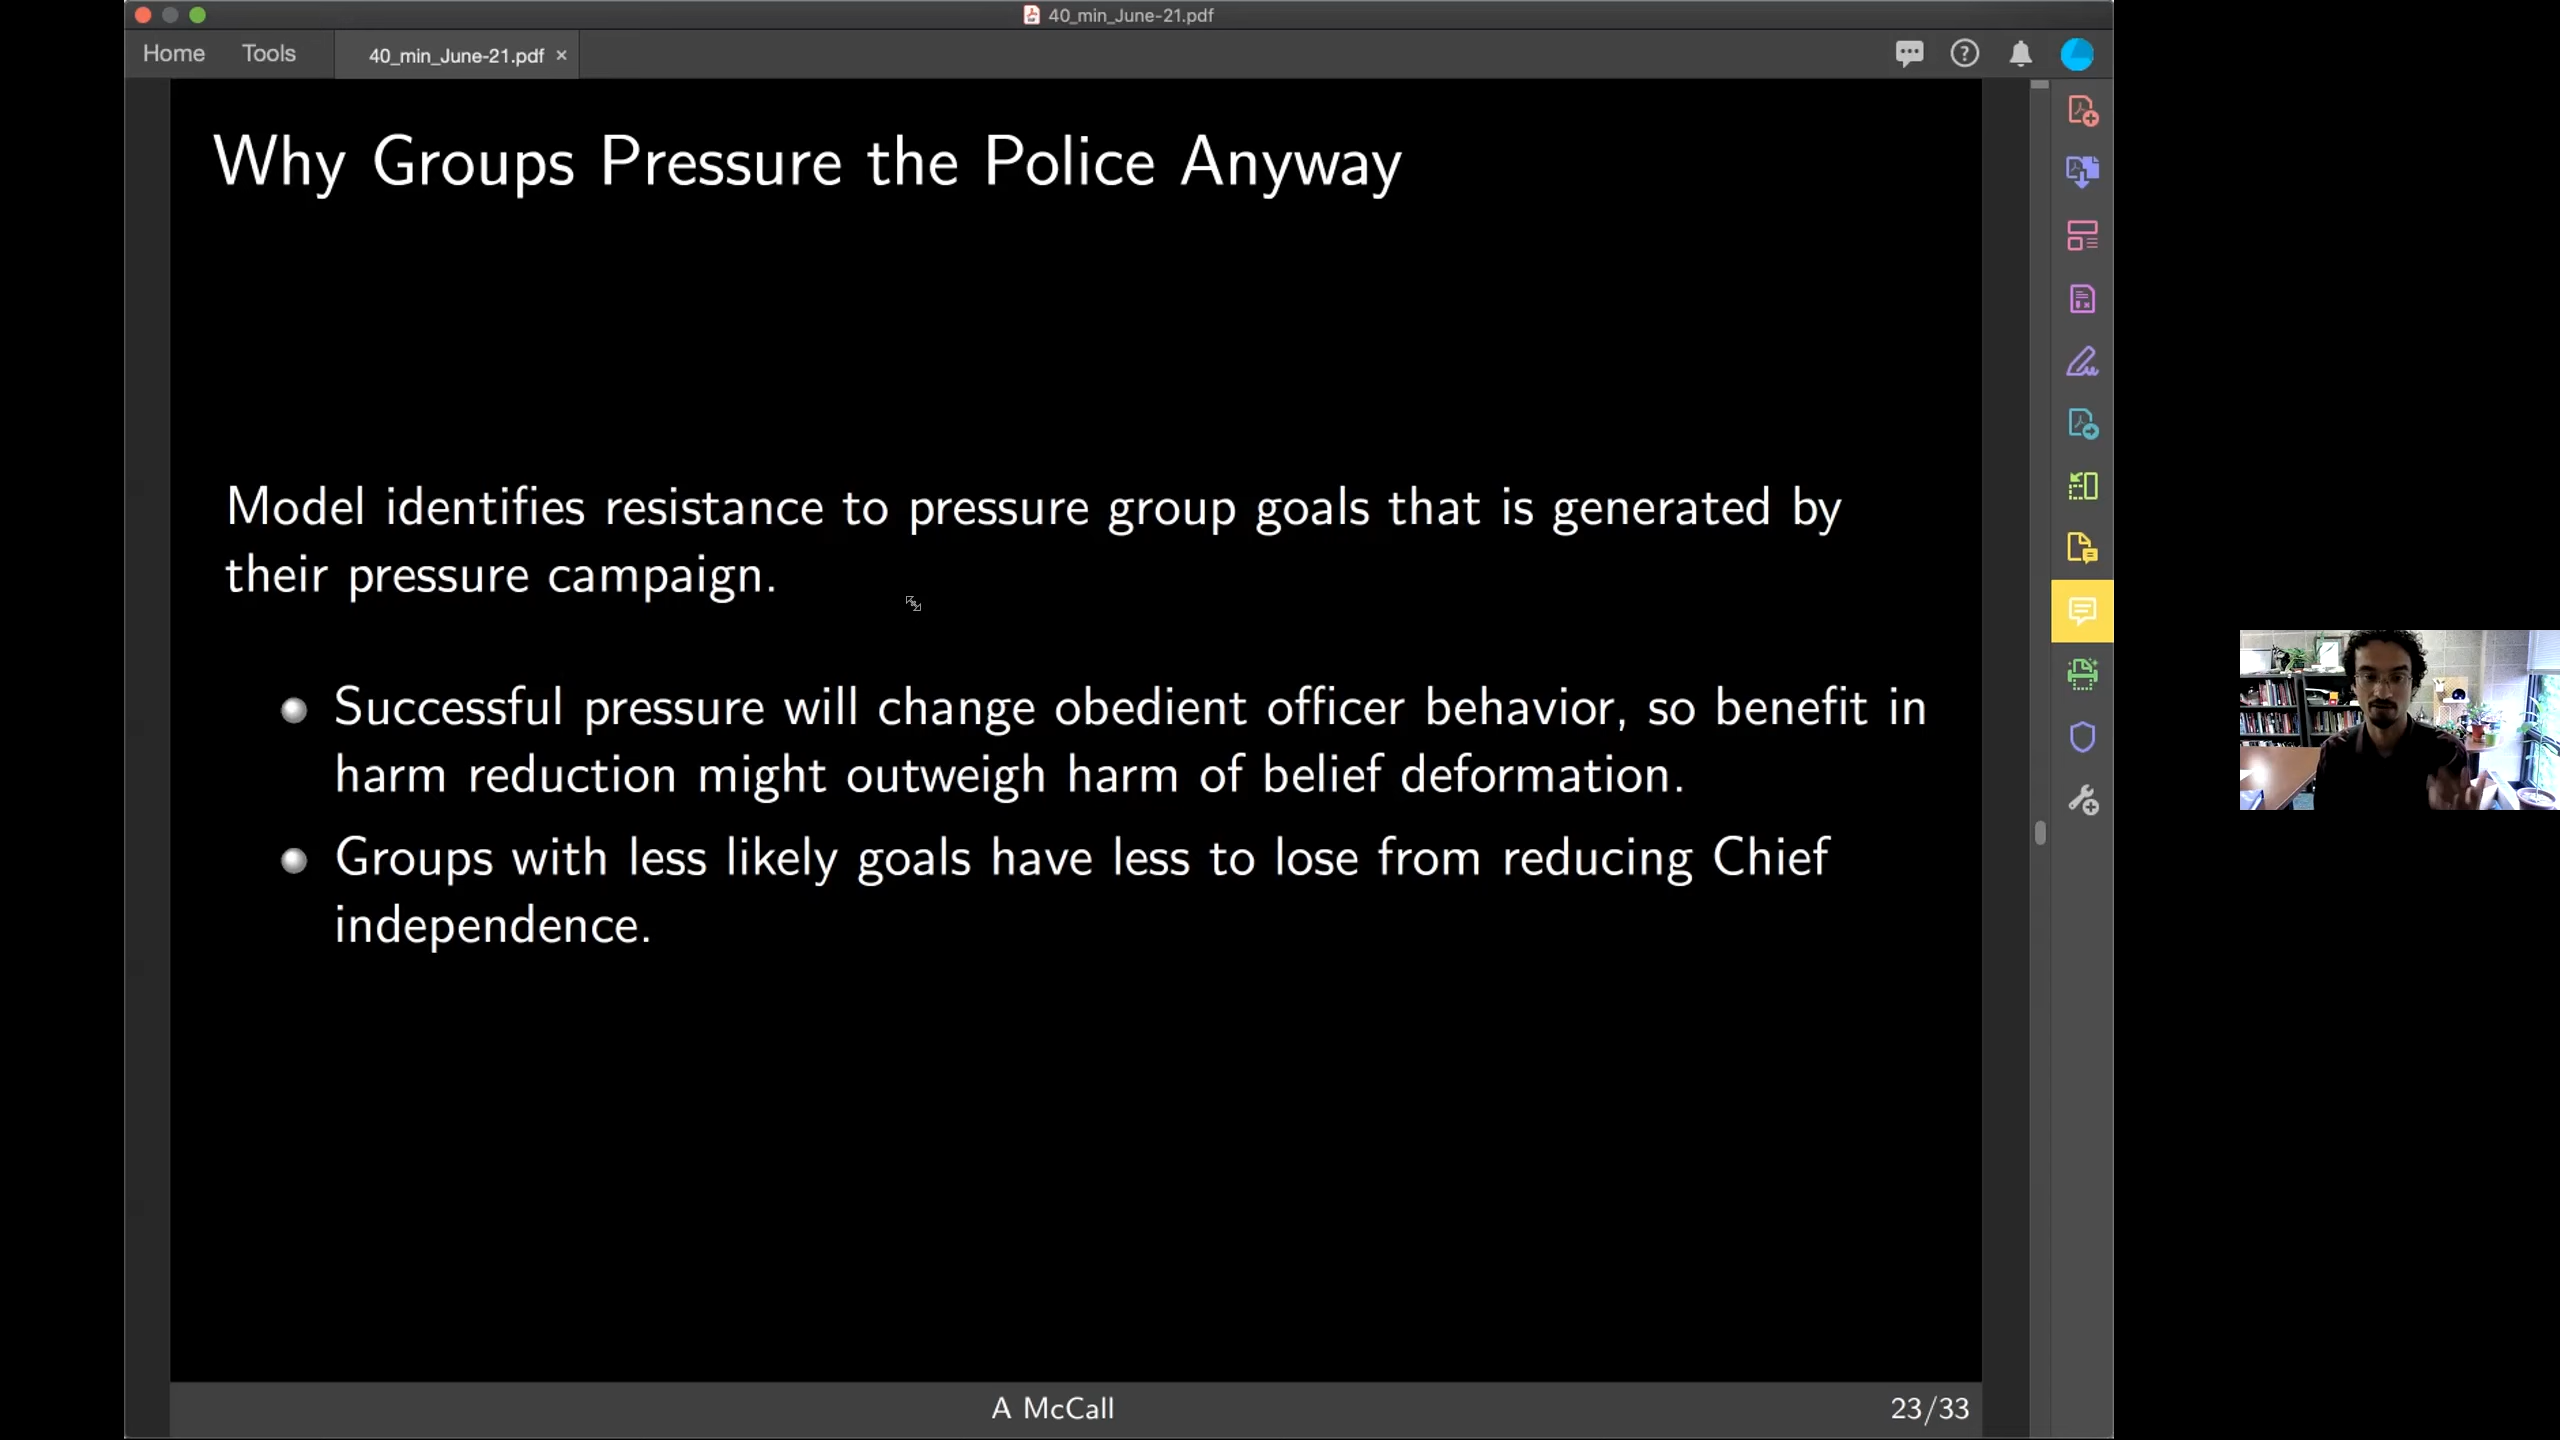 40_min_June-21.pdf
Home Tools 40_min_June-21.pdf ×
Why Groups Pressure the Police Anyway
Model identifies resistance to pressure group goals that is generated by
their pressure campaign.
Successful pressure will change obedient officer behavior, so benefit in
harm reduction might outweigh harm of belief deformation.
Groups with less likely goals have less to lose from reducing Chief
independence.
A McCall 23/33